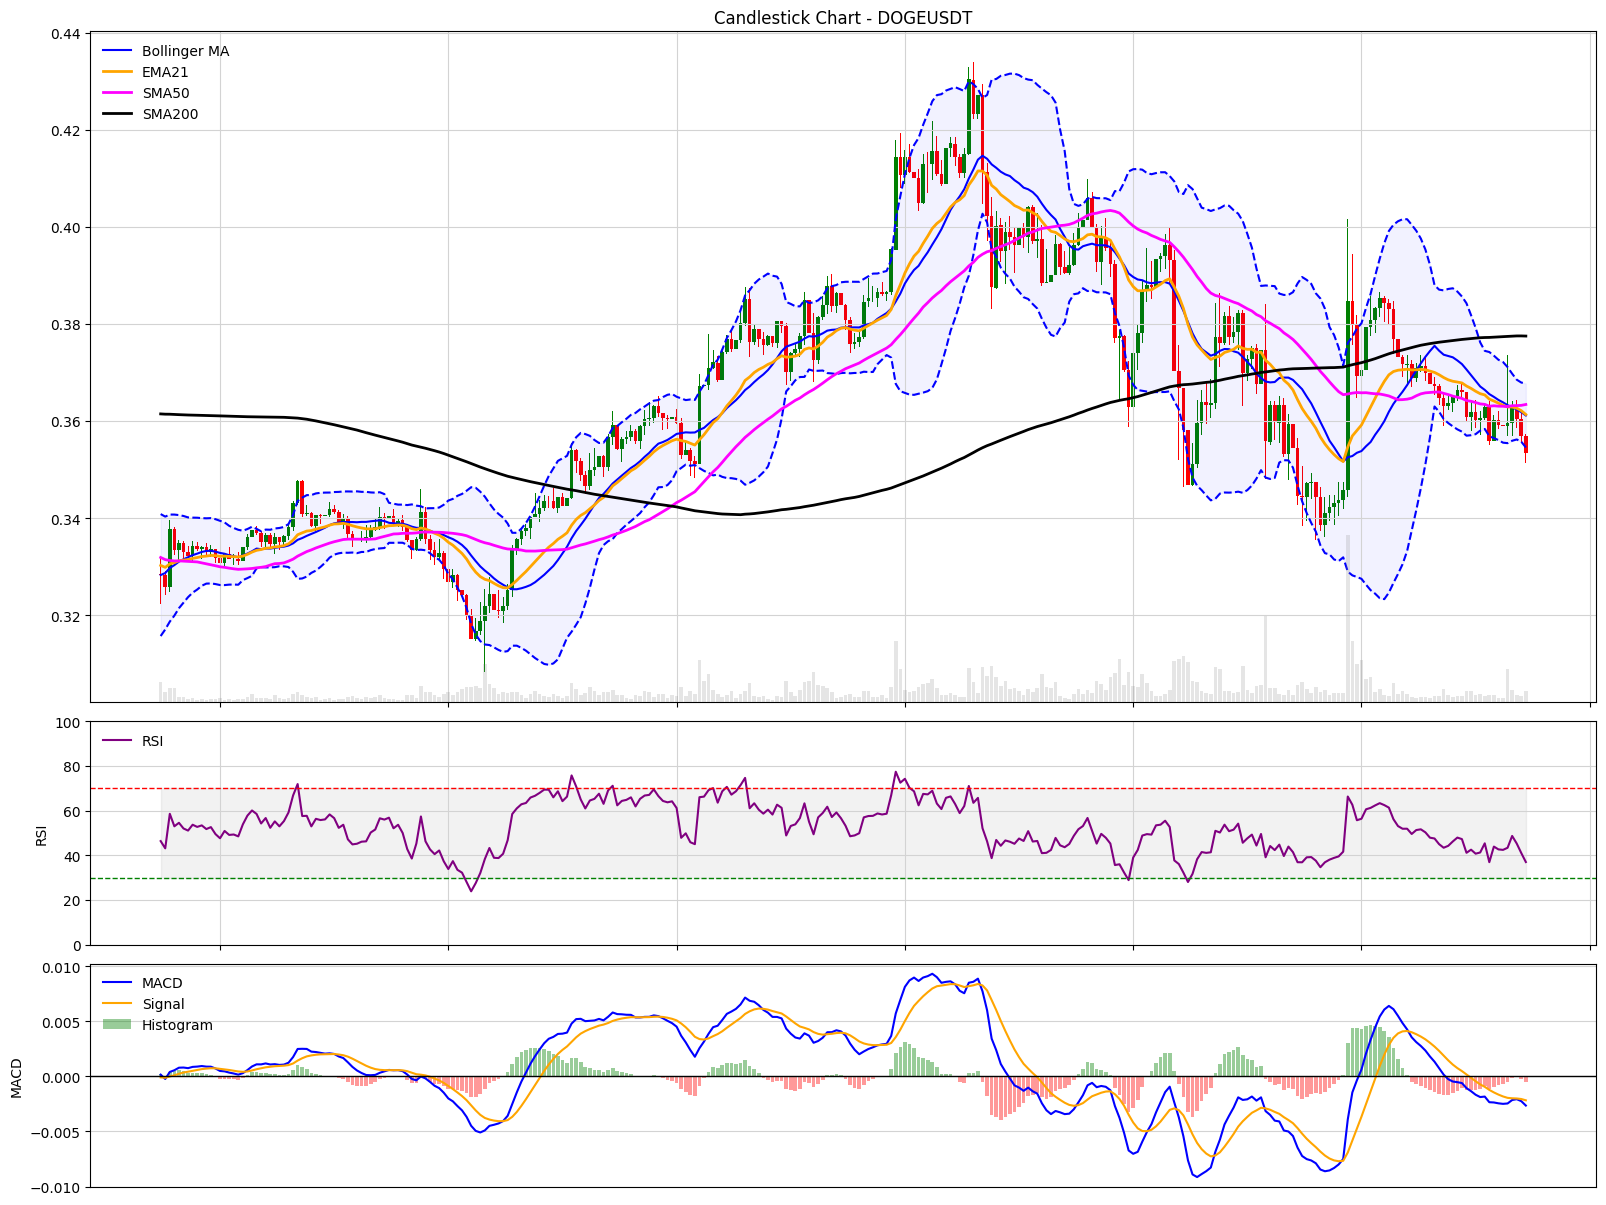 Candlestick Chart - DOGEUSDT
0.44
0.42
0.40
0.38
0.36
0.34
0.32
Bollinger MA
EMA21
SMA50
SMA200
100
80
60
40
20
0
RSI
RSI
0.010
0.005
0.000
−0.005
−0.010
MACD
MACD
Signal
Histogram